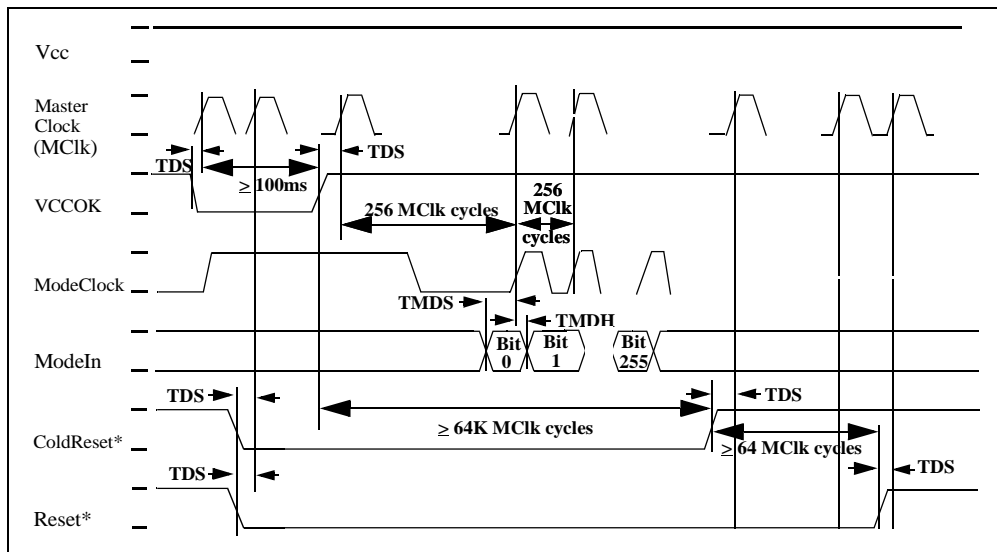 Vcc
Master
Clock
(MClk)
TDS
TDS
≥ 100ms
VCCOK
256 MClk cycles
256
MClk
cycles
ModeClock
TMDS
TMDH
ModeIn
Bit
0
Bit
1
Bit
255
TDS
TDS
≥ 64K MClk cycles
ColdReset*
≥ 64 MClk cycles
TDS
TDS
Reset*